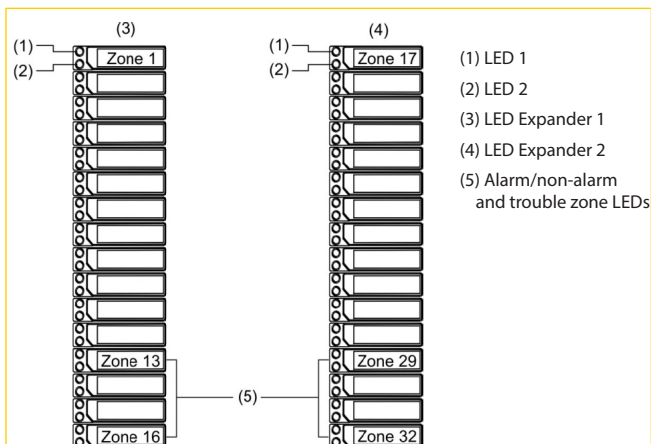 (3)
(4)
(1)
(2)
Zone 1
(1)
(2)
Zone 17
Zone 13
Zone 29
(5)
Zone 16
Zone 32
(1) LED 1
(2) LED 2
(3) LED Expander 1
(4) LED Expander 2
(5) Alarm/non-alarm
and trouble zone LEDs